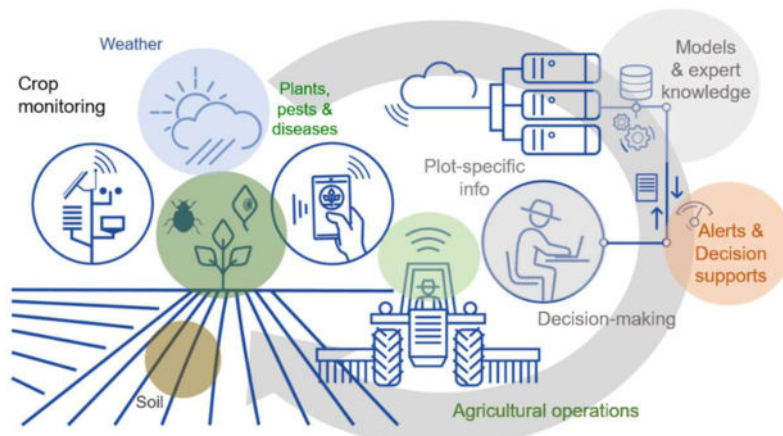 Weather
Crop
monitoring
Plants,
pests &
diseases
Models
& expert
knowledge
Plot-specific
info
Alerts &
Decision
supports
Decision-making
Soil
Agricultural operations